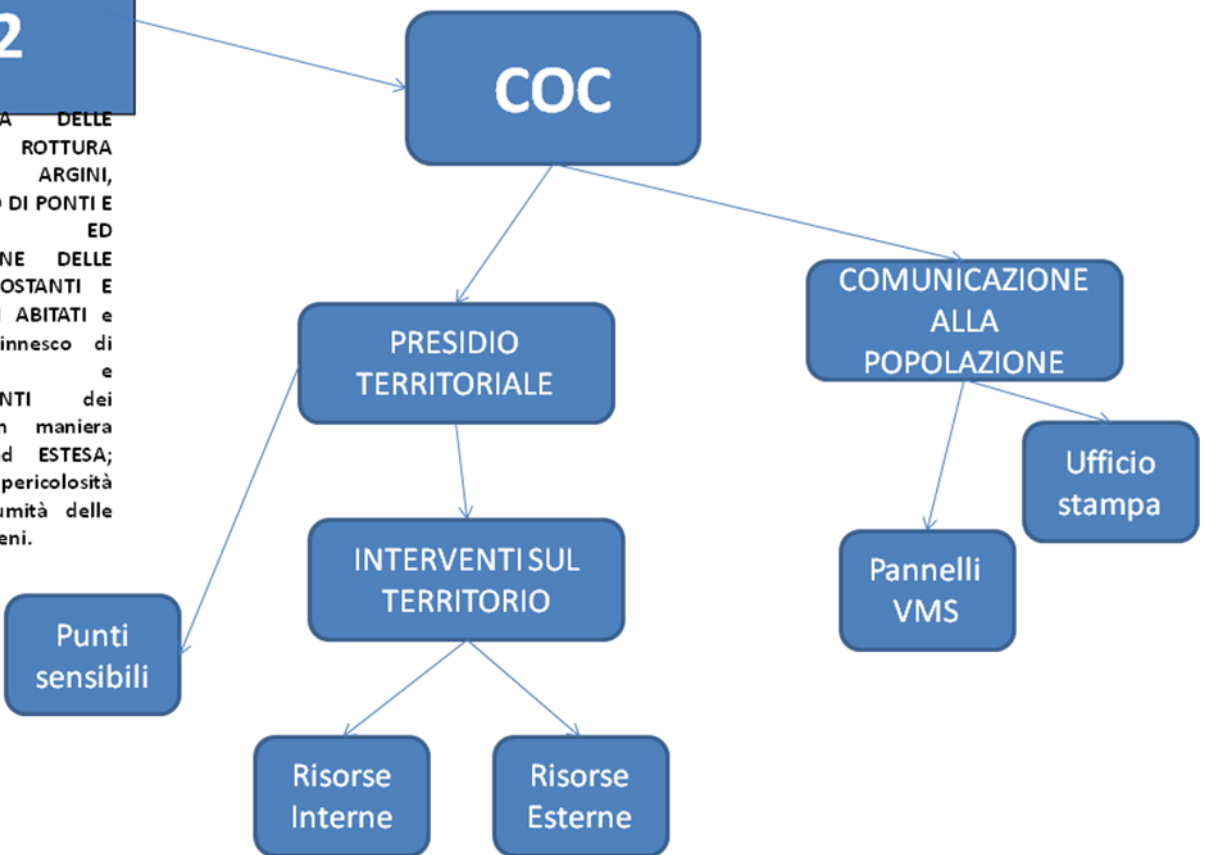 2
DELLE
ROTTURA
ARGINI,
DI PONTI E
ED
DELLE
E
ABITATI e
innesco di
e
dei
maniera
ESTESA;
pericolosità
delle
COC
PRESIDIO
TERRITORIALE
COMUNICAZIONE
ALLA
POPOLAZIONE
Ufficio
stampa
INTERVENTI SUL
TERRITORIO
Pannelli
VMS
Punti
sensibili
Risorse
Interne
Risorse
Esterne